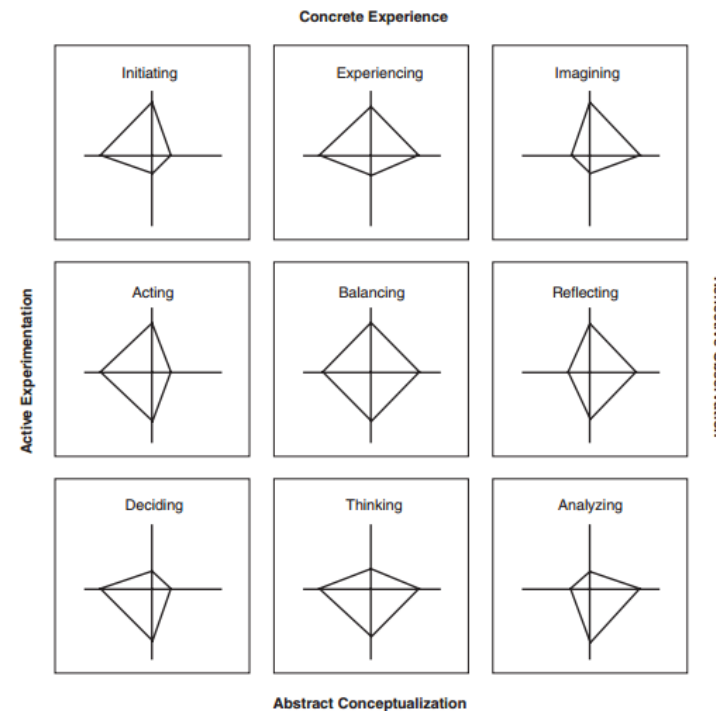 Concrete Experience
Initiating
Experiencing
Imagining
Active Experimentation
Acting
Balancing
Reflecting
Deciding
Thinking
Analyzing
Abstract Conceptualization